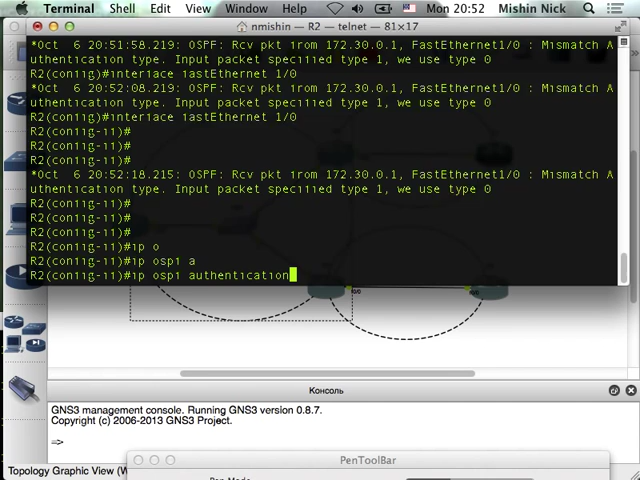 Terminal Shell Edit View Window Help Mon 20:52 Mishin Nick
nmishin — R2 — telnet — 81×17
*Oct 6 20:51:58.219: OSPF: Rcv pkt from 172.30.0.1, FastEthernet1/0 : Mismatch A
uthentication type. Input packet specified type 1, we use type 0
R2(config)#interface fastEthernet 1/0
*Oct 6 20:52:08.219: OSPF: Rcv pkt from 172.30.0.1, FastEthernet1/0 : Mismatch A
uthentication type. Input packet specified type 1, we use type 0
R2(config)#interface fastEthernet 1/0
R2(config-if)#
R2(config-if)#
R2(config-if)#
*Oct 6 20:52:18.215: OSPF: Rcv pkt from 172.30.0.1, FastEthernet1/0 : Mismatch A
uthentication type. Input packet specified type 1, we use type 0
R2(config-if)#
R2(config-if)#
R2(config-if)#
R2(config-if)#ip o
R2(config-if)#ip ospf a
R2(config-if)#ip ospf authentication
Консоль
GNS3 management console. Running GNS3 version 0.8.7.
Copyright (c) 2006-2013 GNS3 Project.
=>
PenToolBar
Topology Graphic View (W